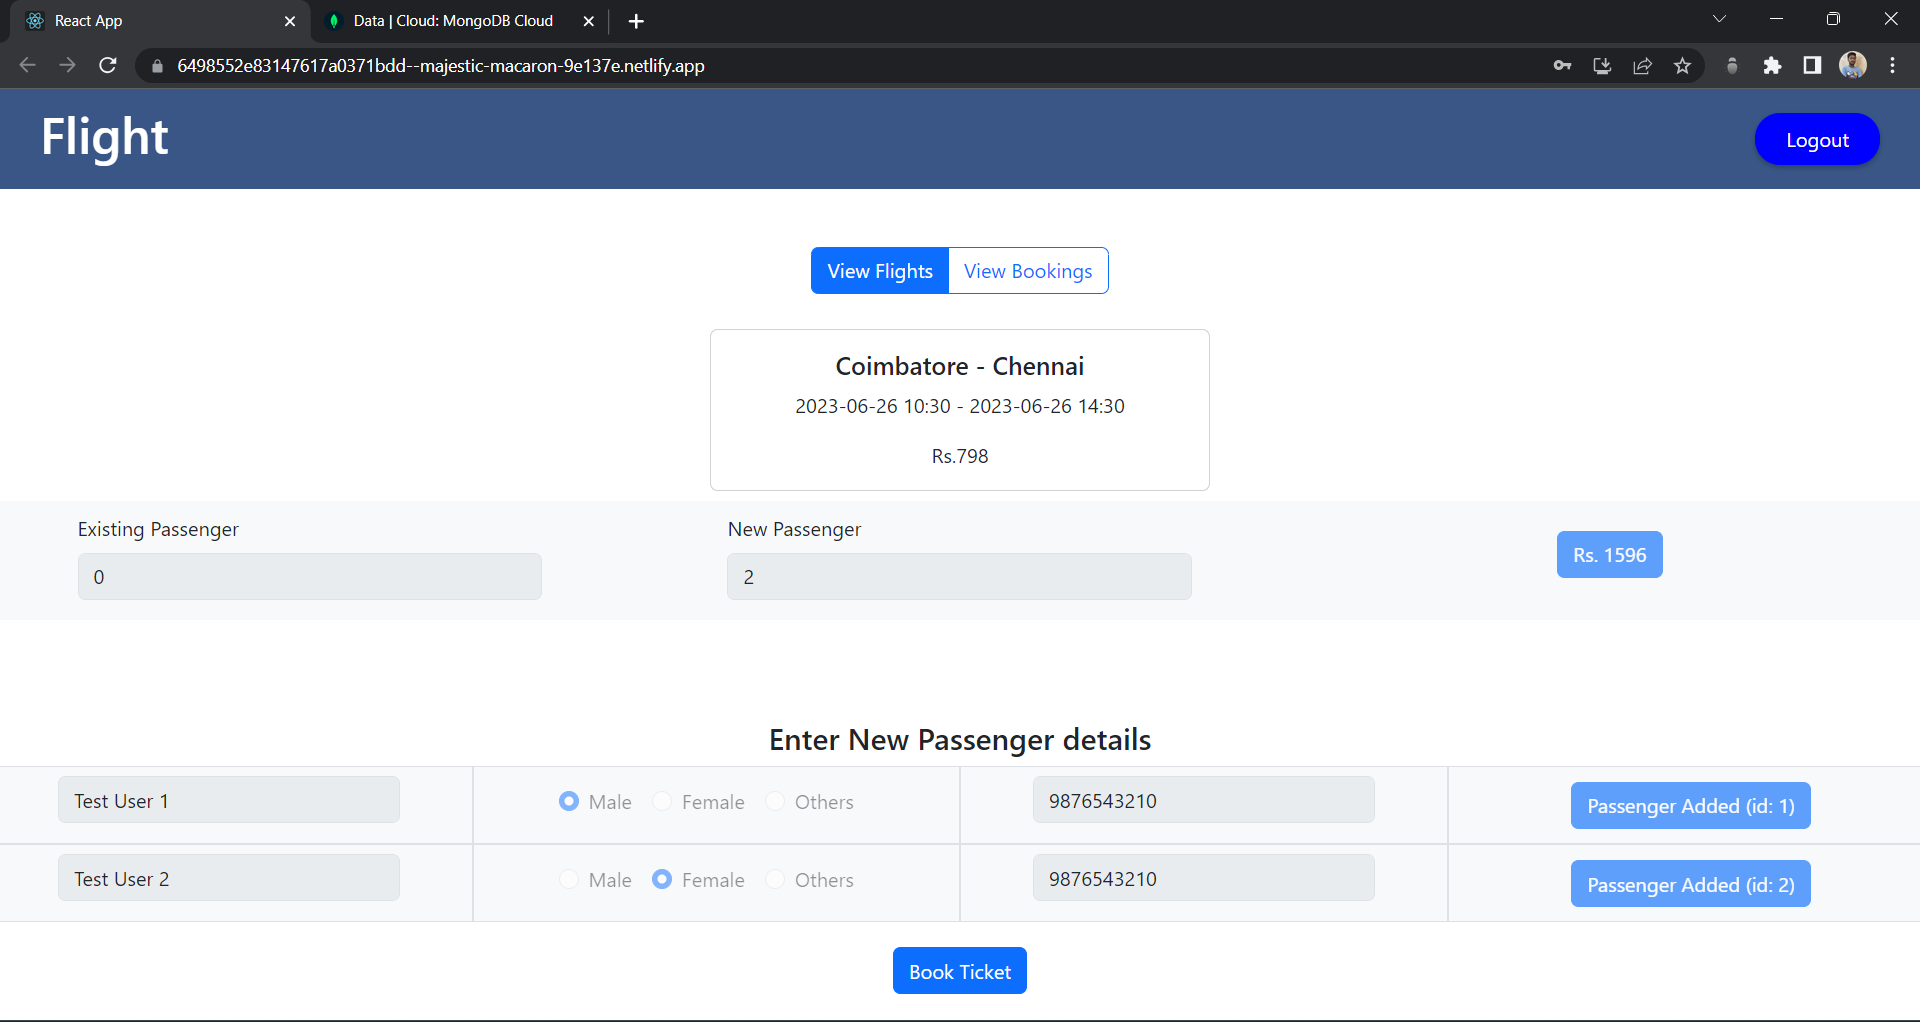 React App
Data | Cloud: MongoDB Cloud
6498552e83147617a0371bdd--majestic-macaron-9e137e.netlify.app
Flight
Logout
View Flights
View Bookings
Coimbatore - Chennai
2023-06-26 10:30 - 2023-06-26 14:30
Rs.798
Existing Passenger
0
New Passenger
2
Rs. 1596
Enter New Passenger details
Test User 1 Male Female Others 9876543210 Passenger Added (id: 1)
Test User 2 Male Female Others 9876543210 Passenger Added (id: 2)
Book Ticket